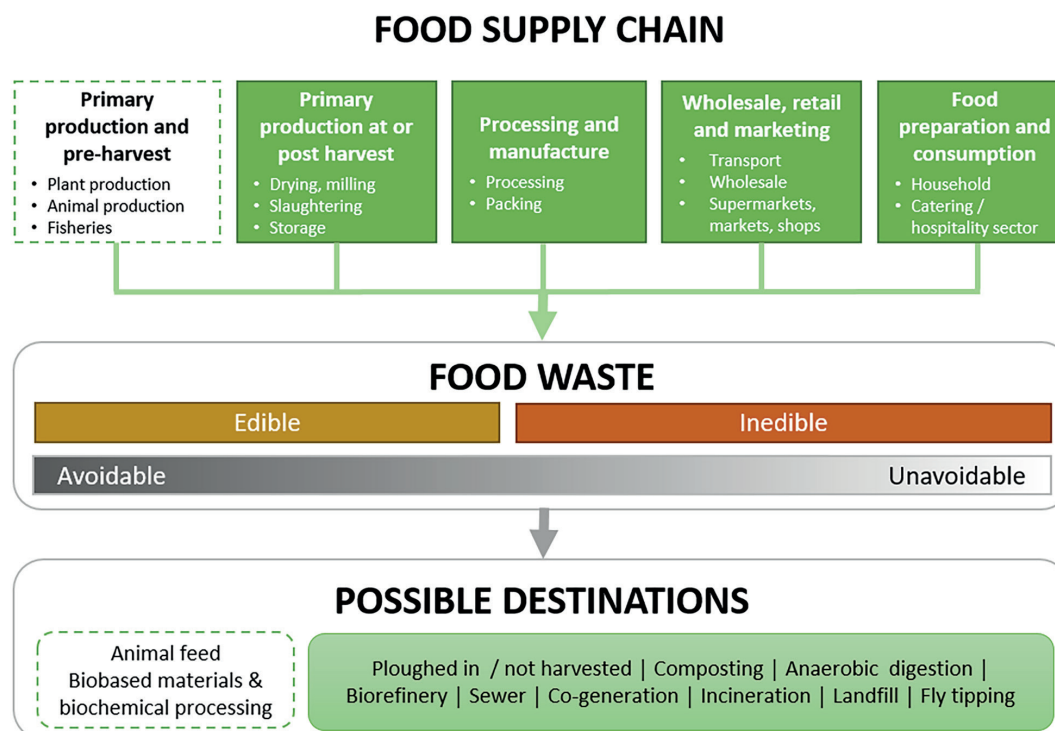 FOOD SUPPLY CHAIN
Primary
production and
pre-harvest
• Plant production
• Animal production
• Fisheries
Primary
production at or
post harvest
• Drying, milling
• Slaughtering
• Storage
Processing and
manufacture
• Processing
• Packing
Wholesale, retail
and marketing
• Transport
• Wholesale
• Supermarkets,
markets, shops
Food
preparation and
consumption
• Household
• Catering /
hospitality sector
FOOD WASTE
Edible
Inedible
Avoidable
Unavoidable
POSSIBLE DESTINATIONS
Animal feed
Biobased materials &
biochemical processing
Ploughed in / not harvested | Composting | Anaerobic digestion |
Biorefinery | Sewer | Co-generation | Incineration | Landfill | Fly tipping